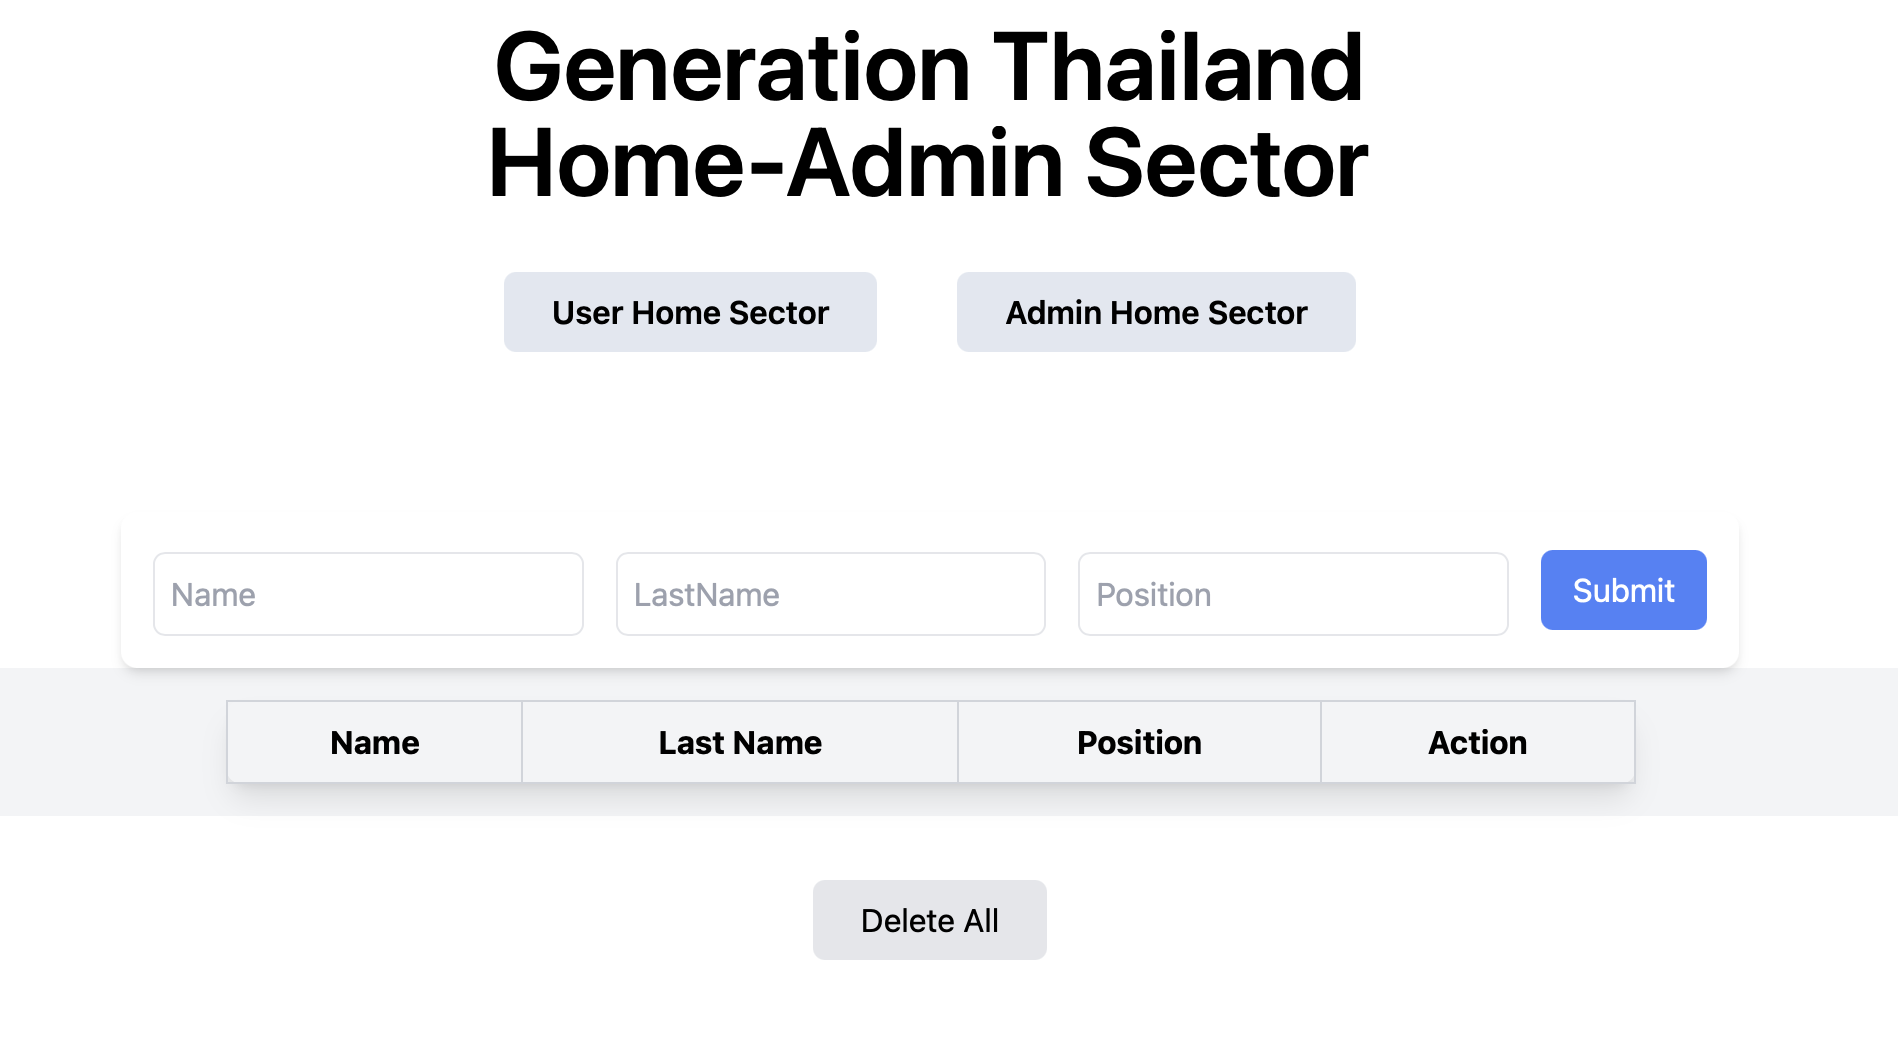 Generation Thailand
Home-Admin Sector
User Home Sector Admin Home Sector
Name LastName Position Submit
Name Last Name Position Action
Delete All